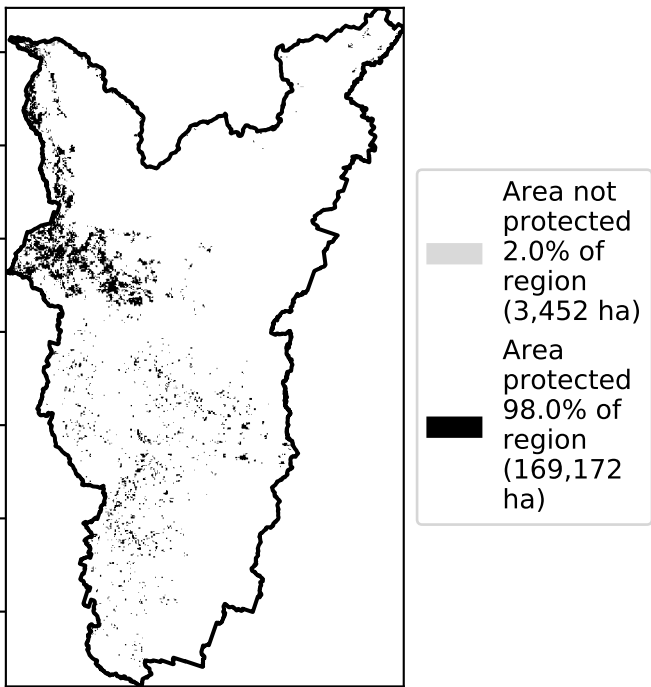 Area not
protected
2.0% of
region
(3,452 ha)
Area
protected
98.0% of
region
(169,172
ha)